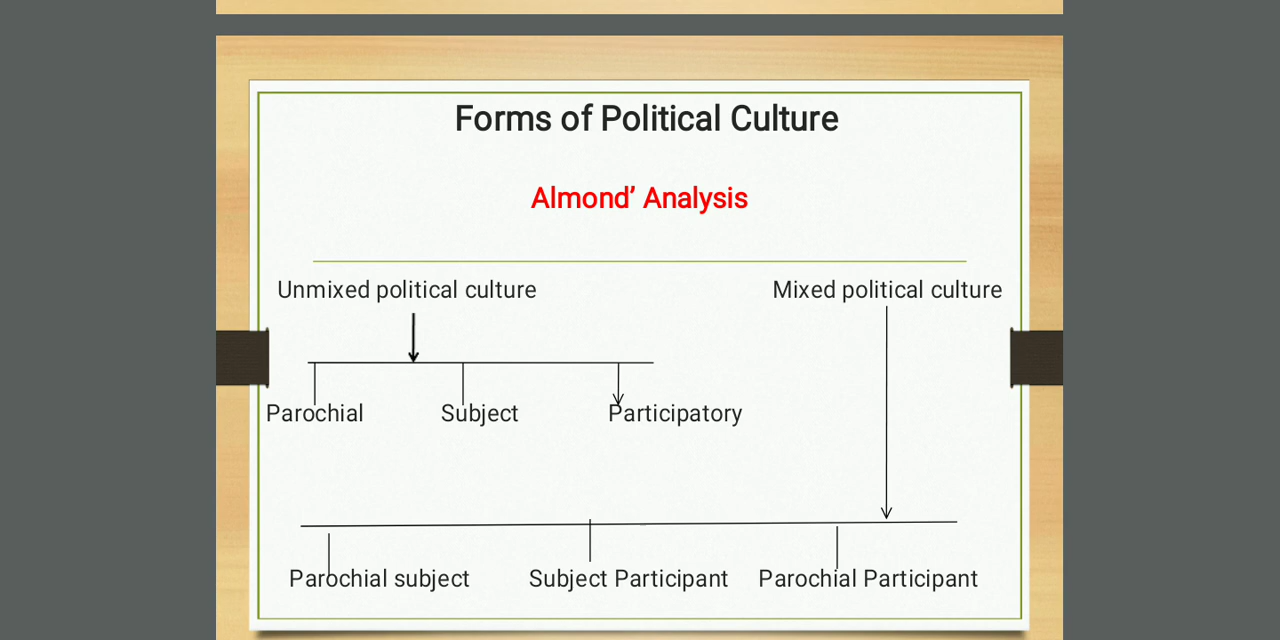 Forms of Political Culture
Almond’ Analysis
Unmixed political culture
Mixed political culture
Parochial
Subject
Participatory
Parochial subject
Subject Participant
Parochial Participant